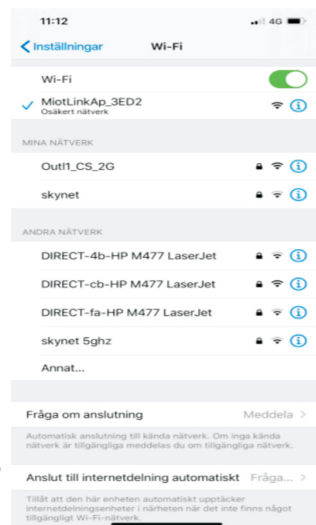 11:12
4G
Inställningar
Wi-Fi
Wi-Fi
MiotLinkAp_3ED2
Osäkert nätverk
MINA NÄTVERK
Outl1_CS_2G
skynet
ANDRA NÄTVERK
DIRECT-4b-HP M477 LaserJet
DIRECT-cb-HP M477 LaserJet
DIRECT-fa-HP M477 LaserJet
skynet 5ghz
Annat...
Fråga om anslutning Meddela
Automatisk anslutning till kända nätverk. Om inga kända
nätverk är tillgängliga meddelas du om tillgängliga nätverk.
Anslut till internetdelning automatiskt Fråga...
Tillåt att den här enheten automatiskt upptäcker
internetdelningsenheter i närheten när det inte finns något
tillgängligt Wi-Fi-nätverk.